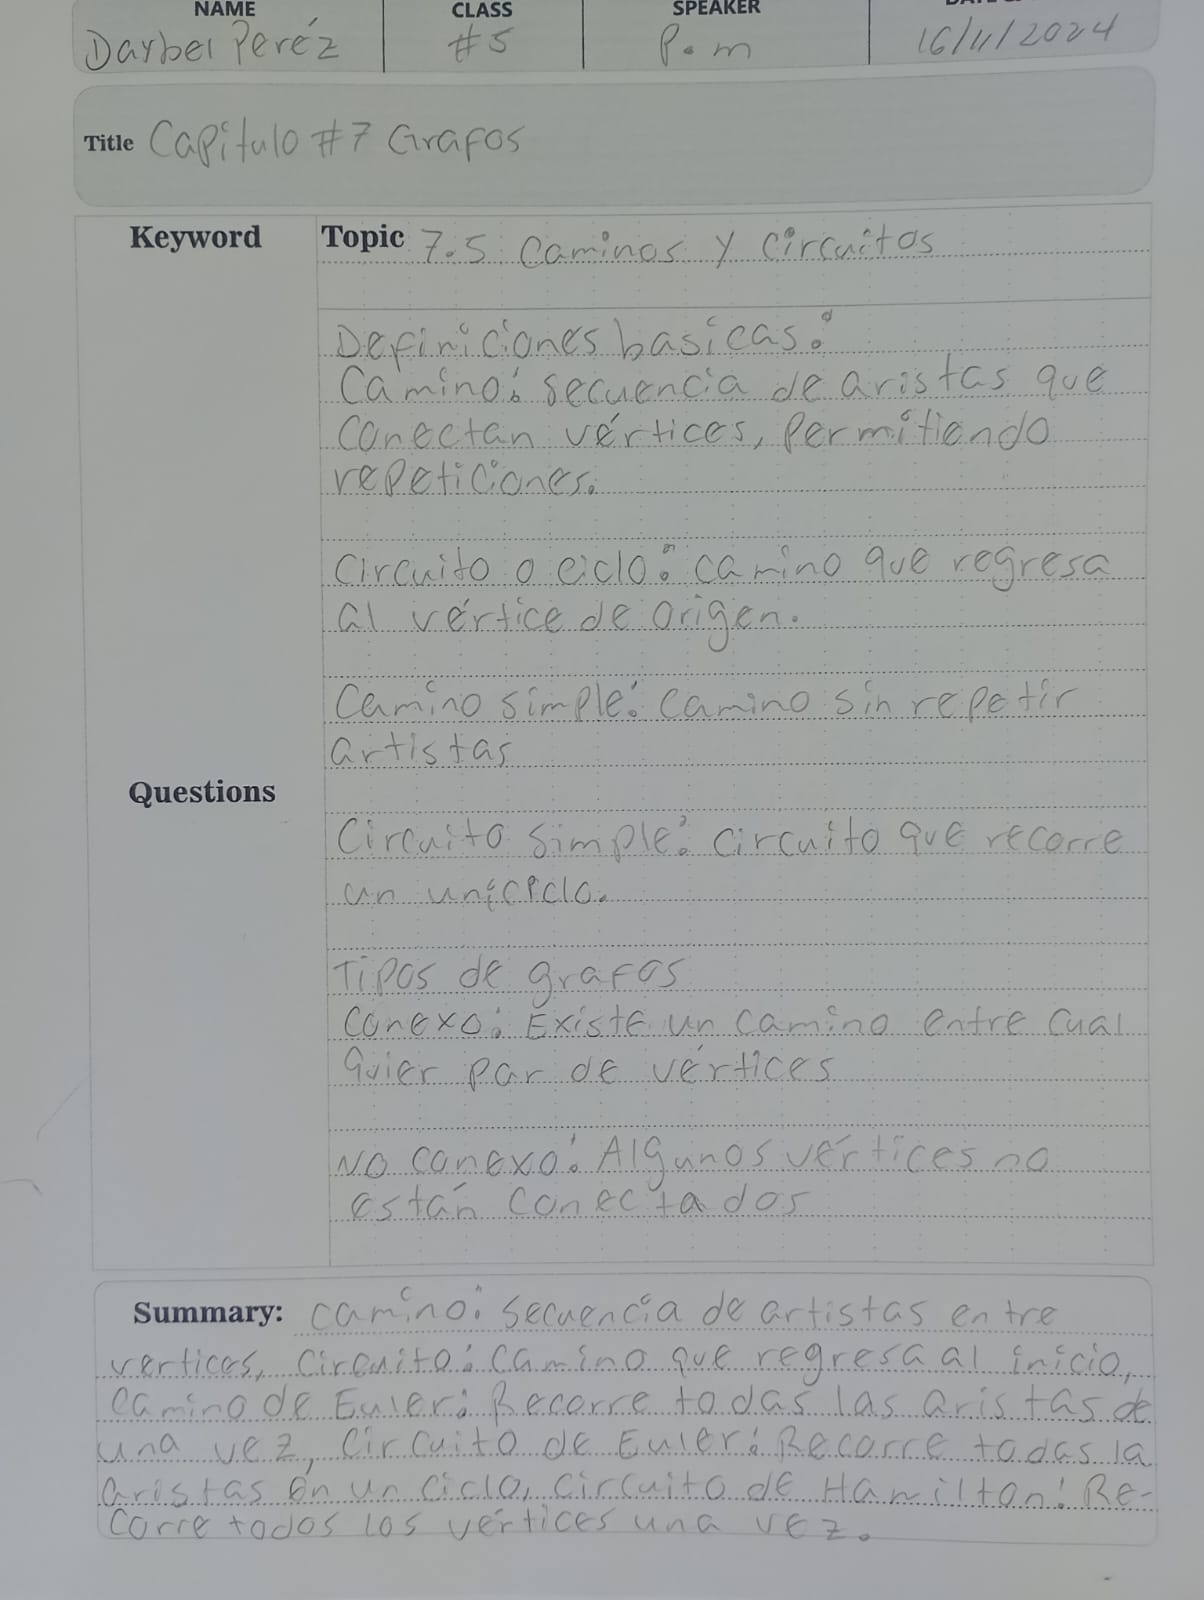 NAME CLASS SPEAKER
Darbel Peréz #5 P.m 16/11/2024
Title Capitulo #7 Grafos
Keyword Topic 7.5 Caminos y circuitos
Definiciones basicas:
Camino: secuencia de aristas que
conectan vértices, permitiendo
repeticiones.
Circuito o ciclo: camino que regresa
al vértice de origen.
Camino simple: camino sin repetir
artistas
Questions
Circuito simple: circuito que recorre
un
Tipos de grafos
Conexo: Existe un camino entre cual
quier par de vértices
No conexo: Algunos vértices no
están conectados
Summary: camino: secuencia de artistas entre
vertices, Circuito: camino que regresa al inicio,
Camino de Euler: Recorre todas las aristas de
una vez, circuito de Euler: Recorre todas la
aristas en un ciclo, circuito de Hamilton: Re-
corre todos los vértices una vez.